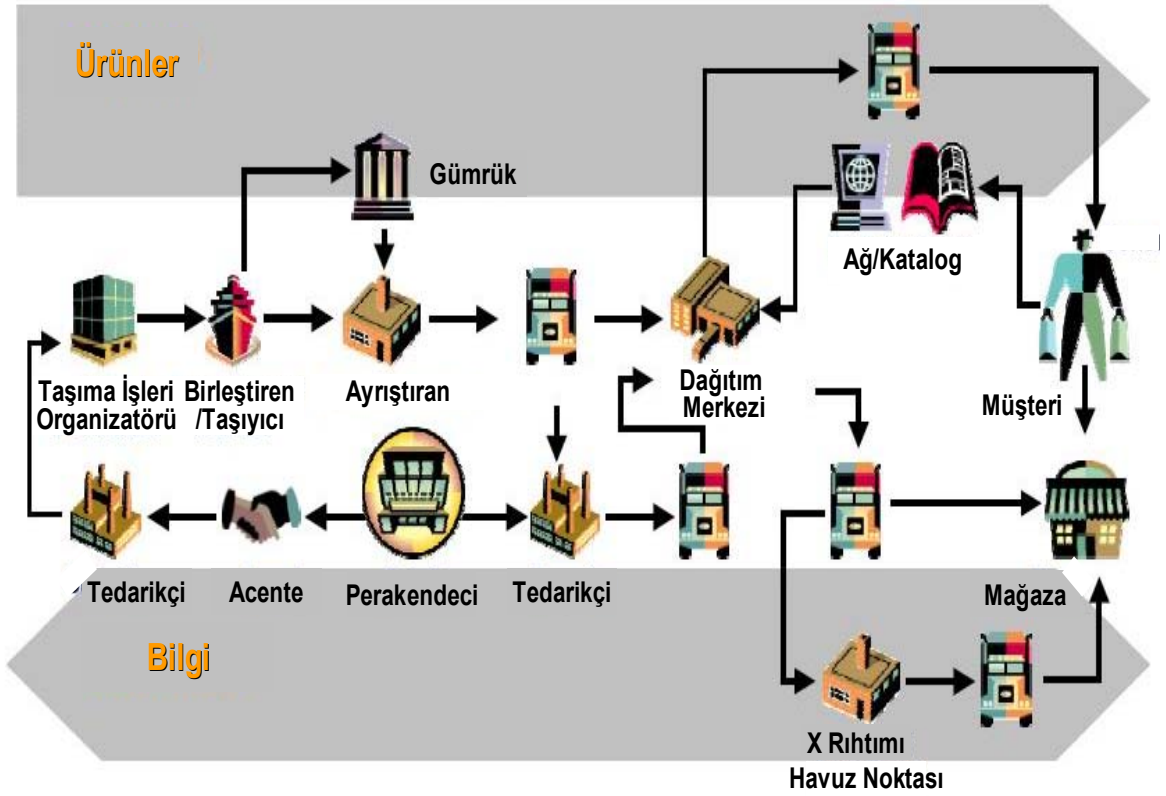 Ürünler
Gümrük
Ağ/Katalog
Taşıma İşleri
Organizatörü
Birleştiren
/Taşıyıcı
Ayrıştıran
Dağıtım
Merkezi
Müşteri
Tedarikçi
Acente
Perakendeci
Tedarikçi
Mağaza
Bilgi
X Rıhtımı
Havuz Noktası